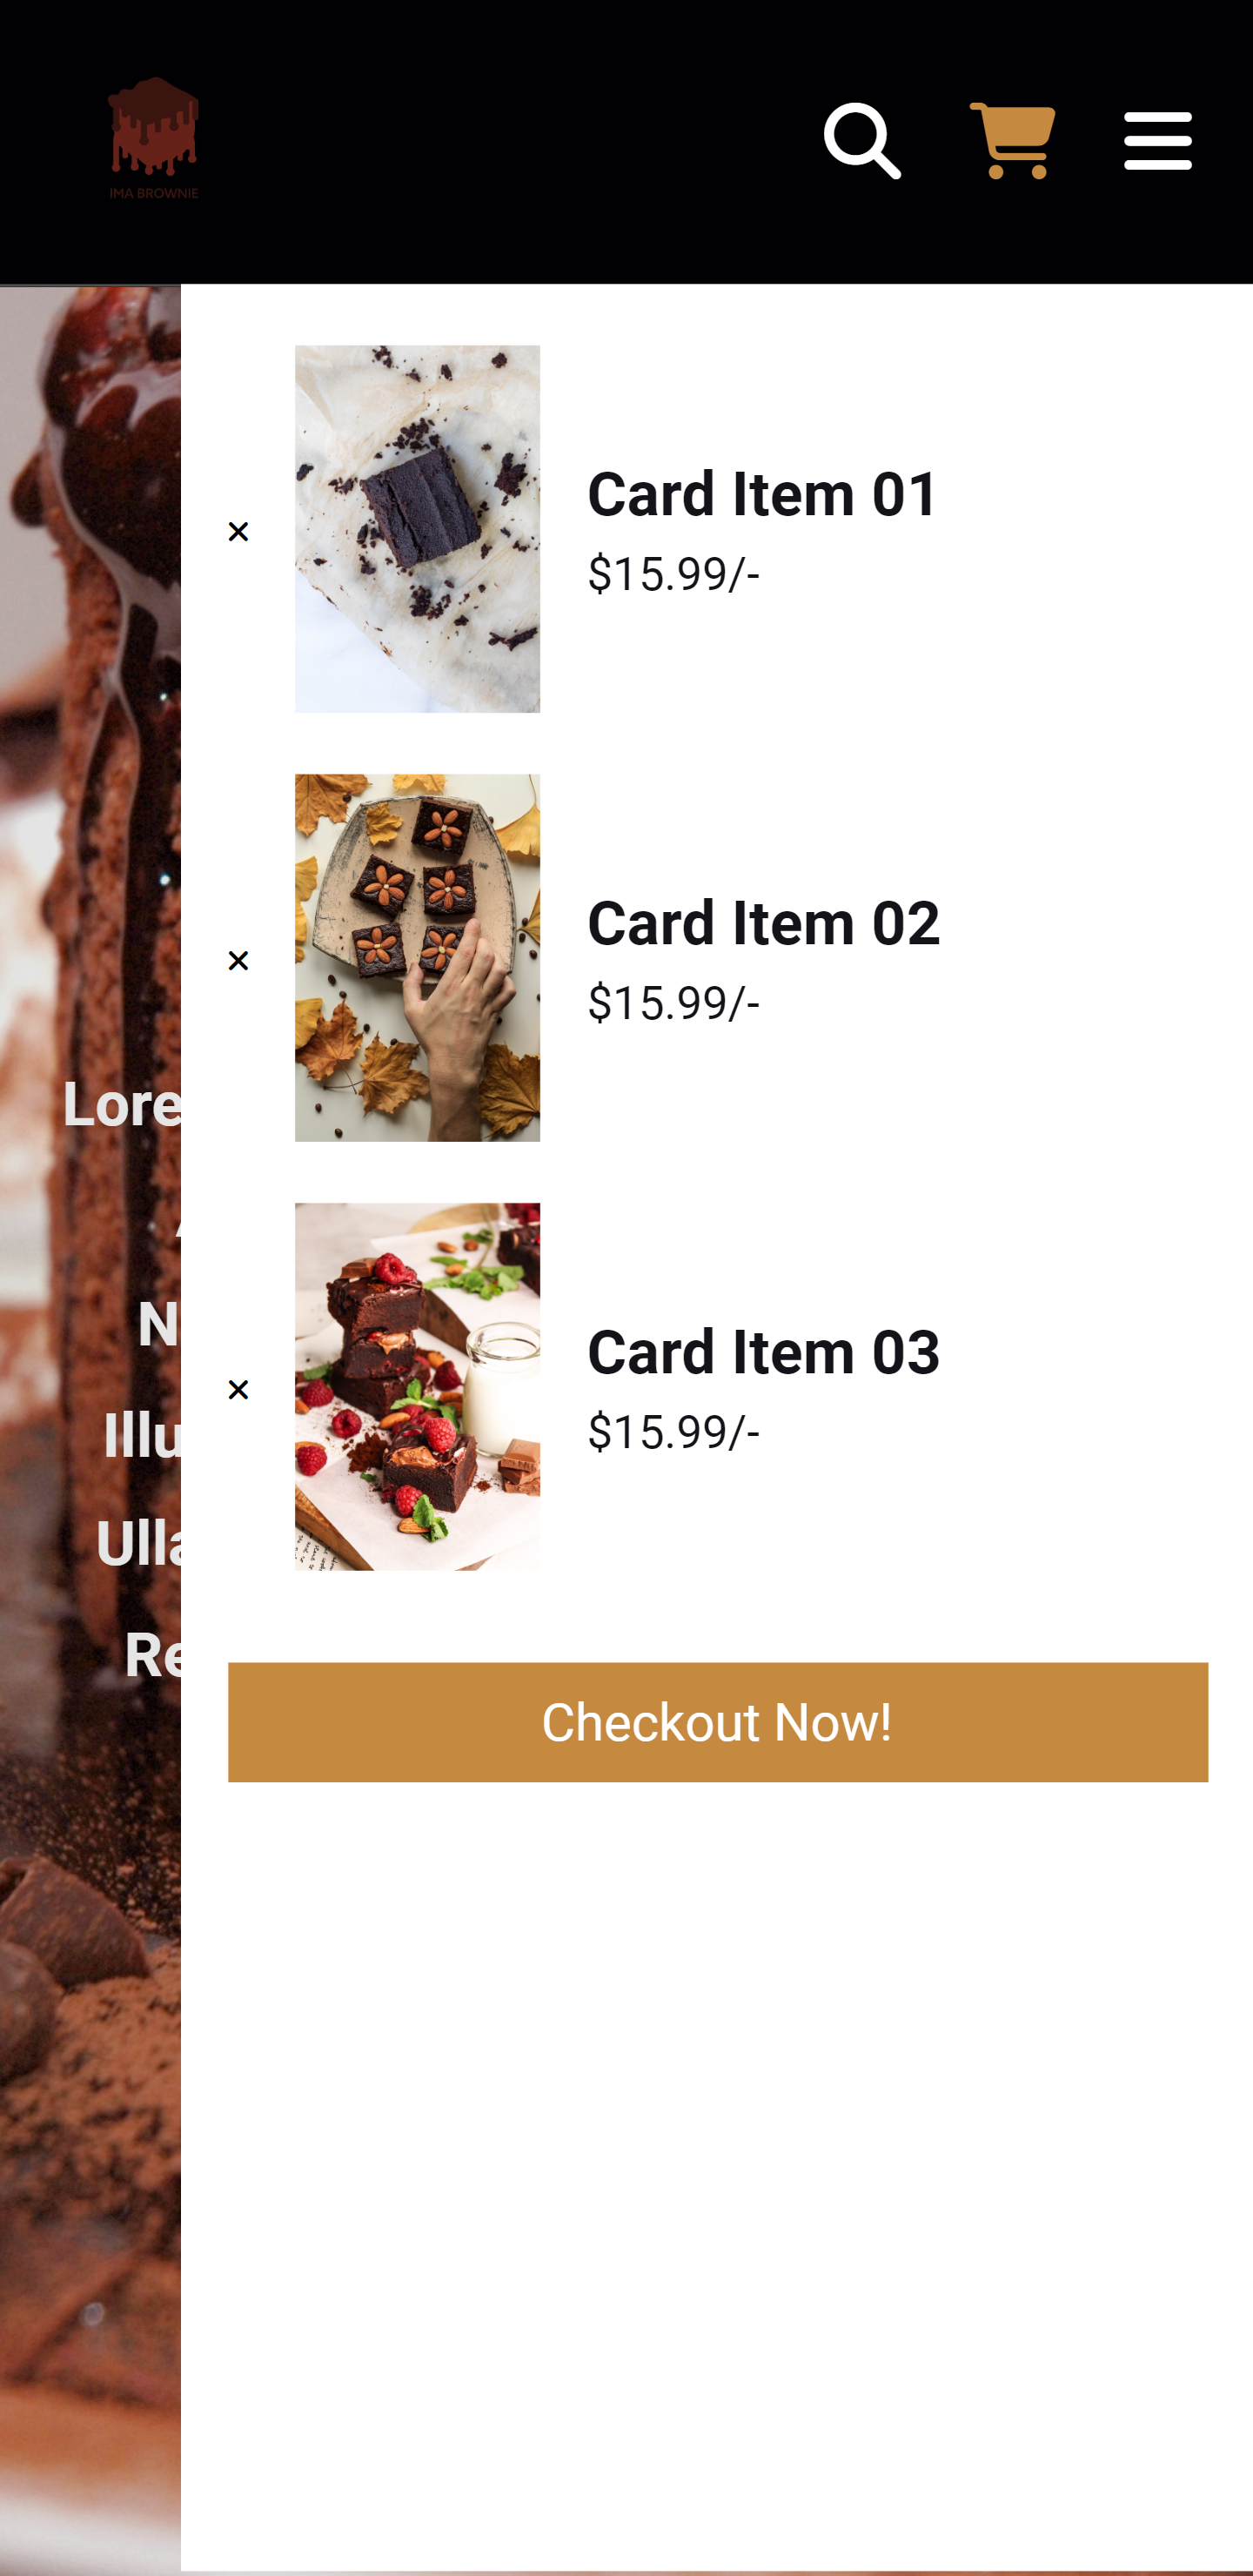 IMA BROWNIE
Card Item 01
$15.99/-
Card Item 02
$15.99/-
Card Item 03
$15.99/-
Lore
N
Illu
Ulla
Re
Checkout Now!